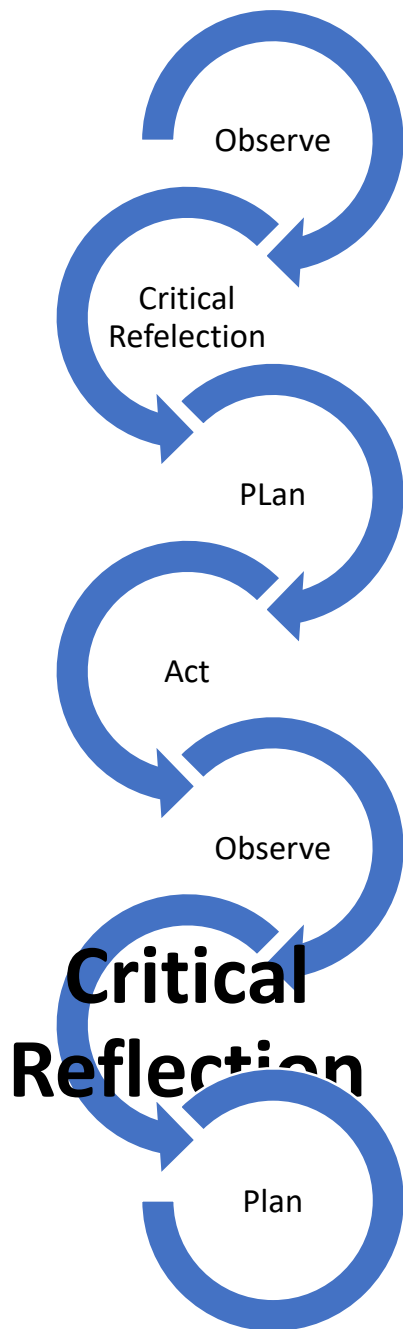 Observe
Critical
Refelection
PLan
Act
Observe
Critical
Reflection
Plan